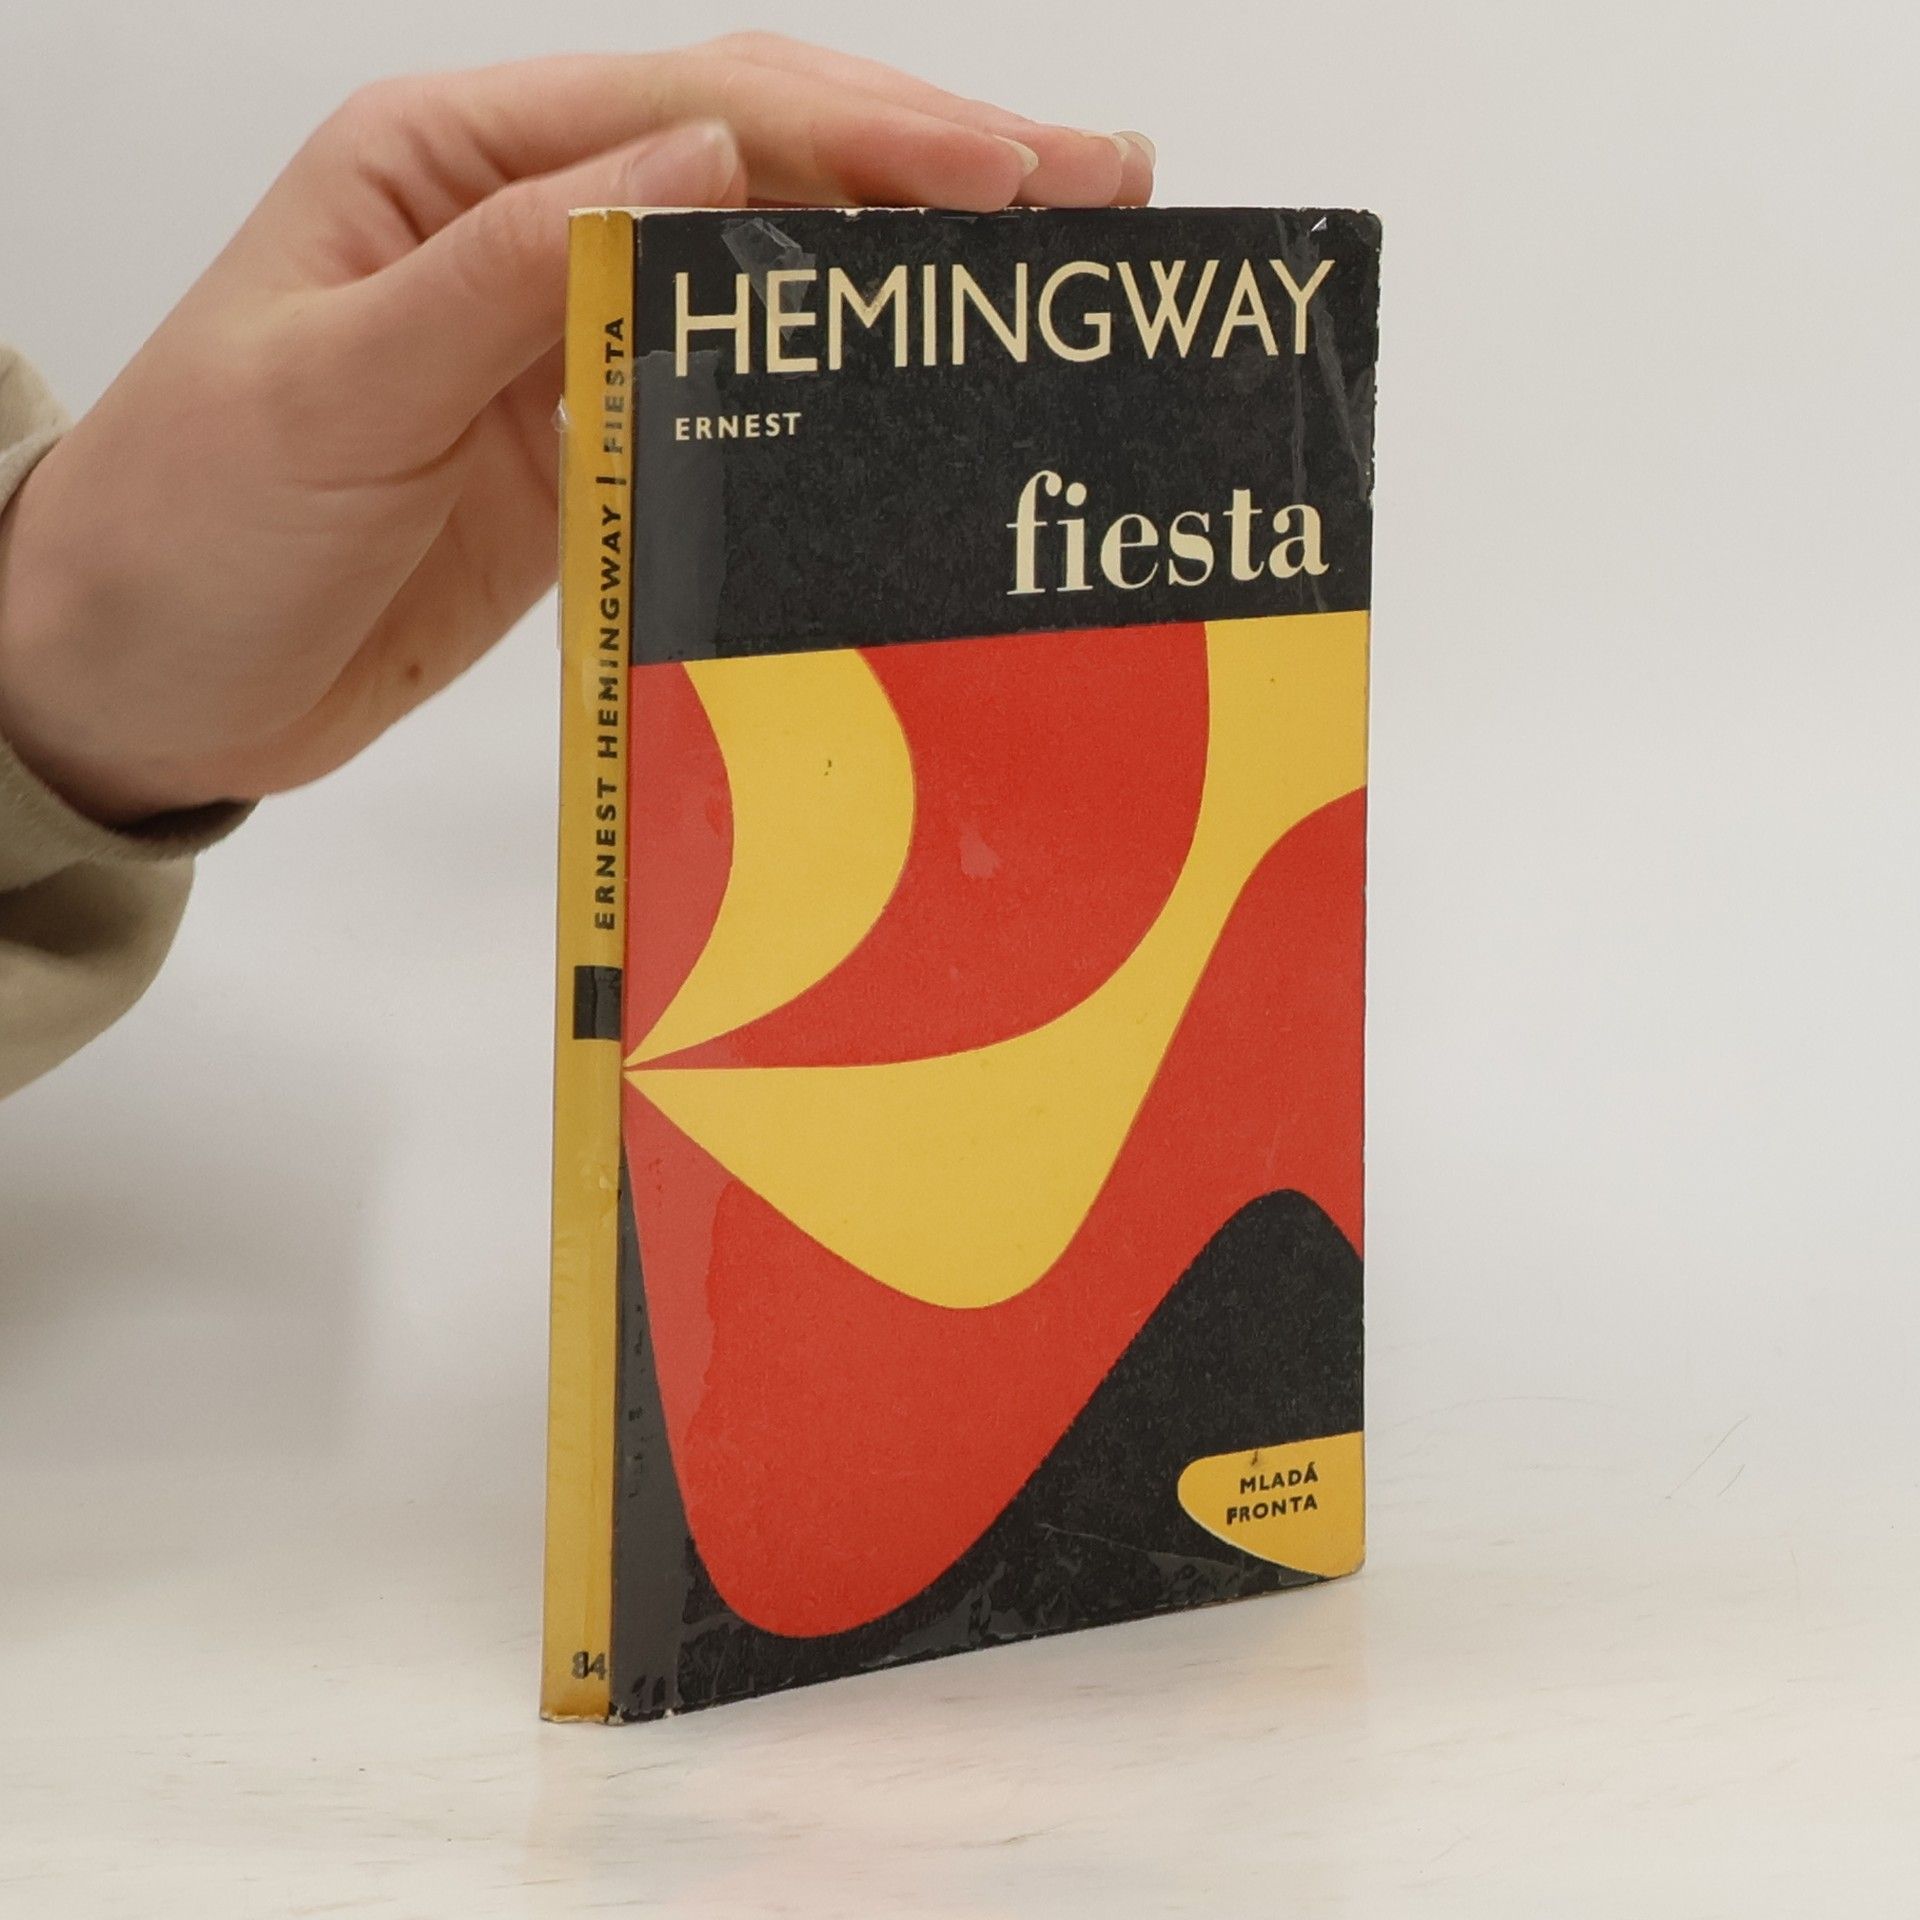 HEMINGWAY
ERNEST
fiesta
MLADÁ
FRONTA
ERNEST HEMINGWAY | FIESTA
84